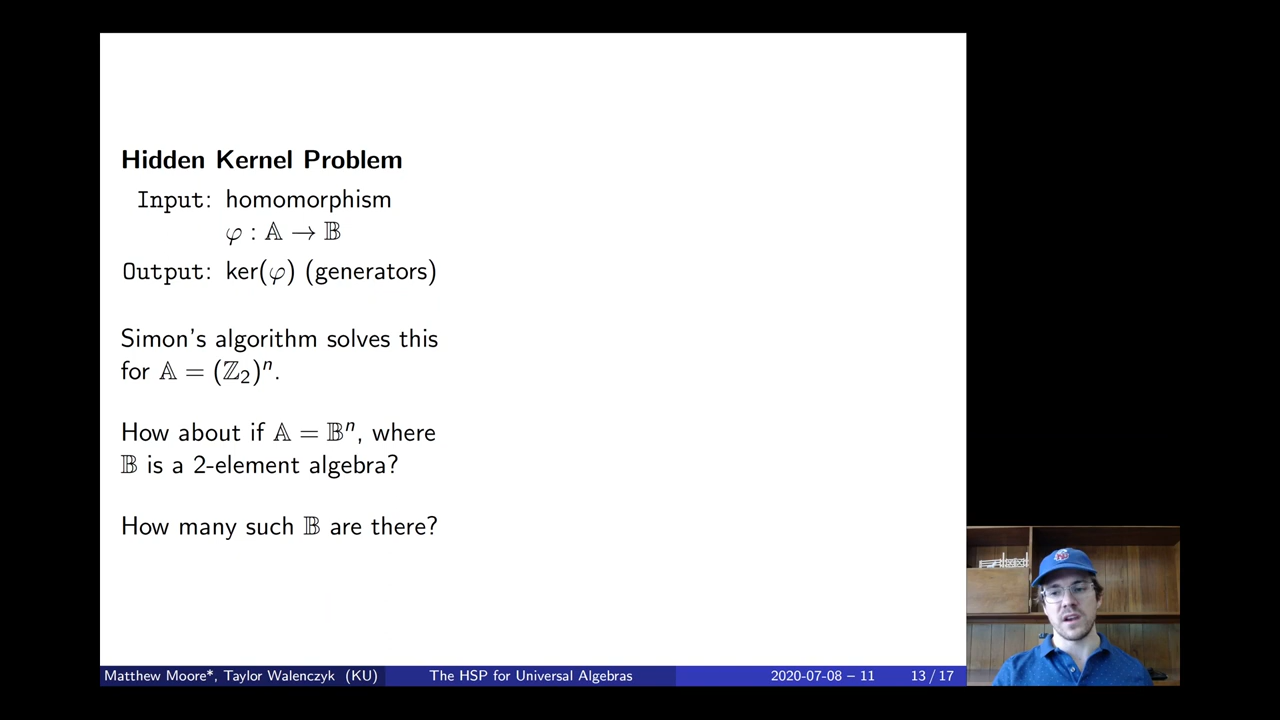 Hidden Kernel Problem
Input: homomorphism
φ : 𝔸 → 𝔹
Output: ker(φ) (generators)
Simon's algorithm solves this
for 𝔸 = (ℤ₂)ⁿ.
How about if 𝔸 = 𝔹ⁿ, where
𝔹 is a 2-element algebra?
How many such 𝔹 are there?
Matthew Moore*, Taylor Walenczyk (KU) The HSP for Universal Algebras 2020-07-08 – 11 13 / 17